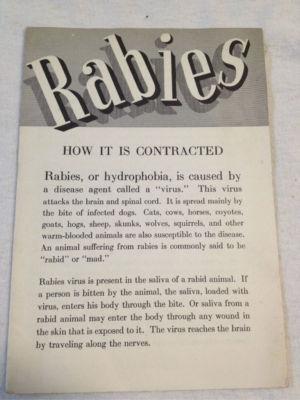 Rabies
HOW IT IS CONTRACTED
Rabies, or hydrophobia, is caused by
a disease agent called a "virus." This virus
attacks the brain and spinal cord. It is spread mainly by
the bite of infected dogs. Cats, cows, horses, coyotes,
goats, hogs, sheep, skunks, wolves, squirrels, and other
warm-blooded animals are also susceptible to the disease.
An animal suffering from rabies is commonly said to be
"rabid" or "mad."
Rabies virus is present in the saliva of a rabid animal. If
a person is bitten by the animal, the saliva, loaded with
virus, enters his body through the bite. Or saliva from a
rabid animal may enter the body through any wound in
the skin that is exposed to it. The virus reaches the brain
by traveling along the nerves.